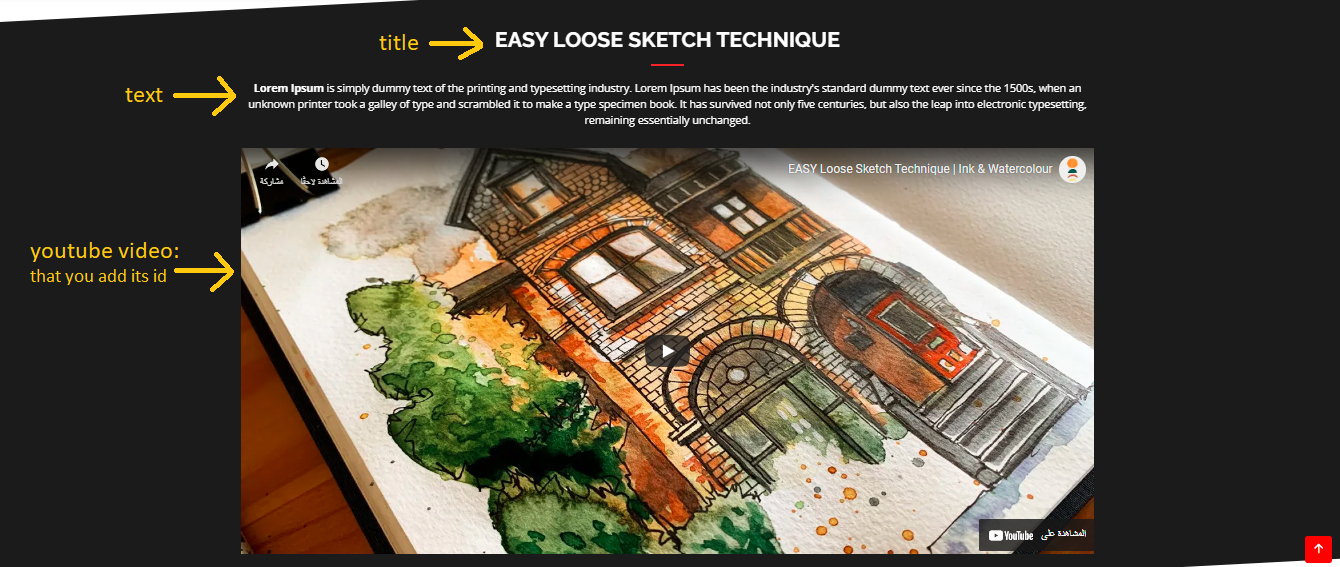 title
EASY LOOSE SKETCH TECHNIQUE
text
Lorem Ipsum is simply dummy text of the printing and typesetting industry. Lorem Ipsum has been the industry's standard dummy text ever since the 1500s, when an
unknown printer took a galley of type and scrambled it to make a type specimen book. It has survived not only five centuries, but also the leap into electronic typesetting,
remaining essentially unchanged.
مشاركة
المشاهدة لاحقًا
EASY Loose Sketch Technique | Ink & Watercolour
youtube video:
that you add its id
المشاهدة على YouTube